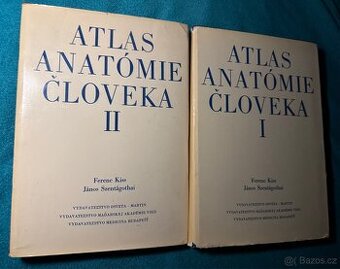 ATLAS
ANATÓMIE
ČLOVEKA
II
Ferenc Kiss
János Szentágothai
VYDAVATEĽSTVO OSVETA · MARTIN
VYDAVATEĽSTVO MAĎARSKEJ AKADÉMIE VIED
VYDAVATEĽSTVO MEDICINA BUDAPEŠŤ
ATLAS
ANATÓMIE
ČLOVEKA
I
Ferenc Kiss
János Szentágothai
VYDAVATEĽSTVO OSVETA · MARTIN
VYDAVATEĽSTVO MAĎARSKEJ AKADÉMIE VIED
VYDAVATEĽSTVO MEDICINA BUDAPEŠŤ
Bazos.cz